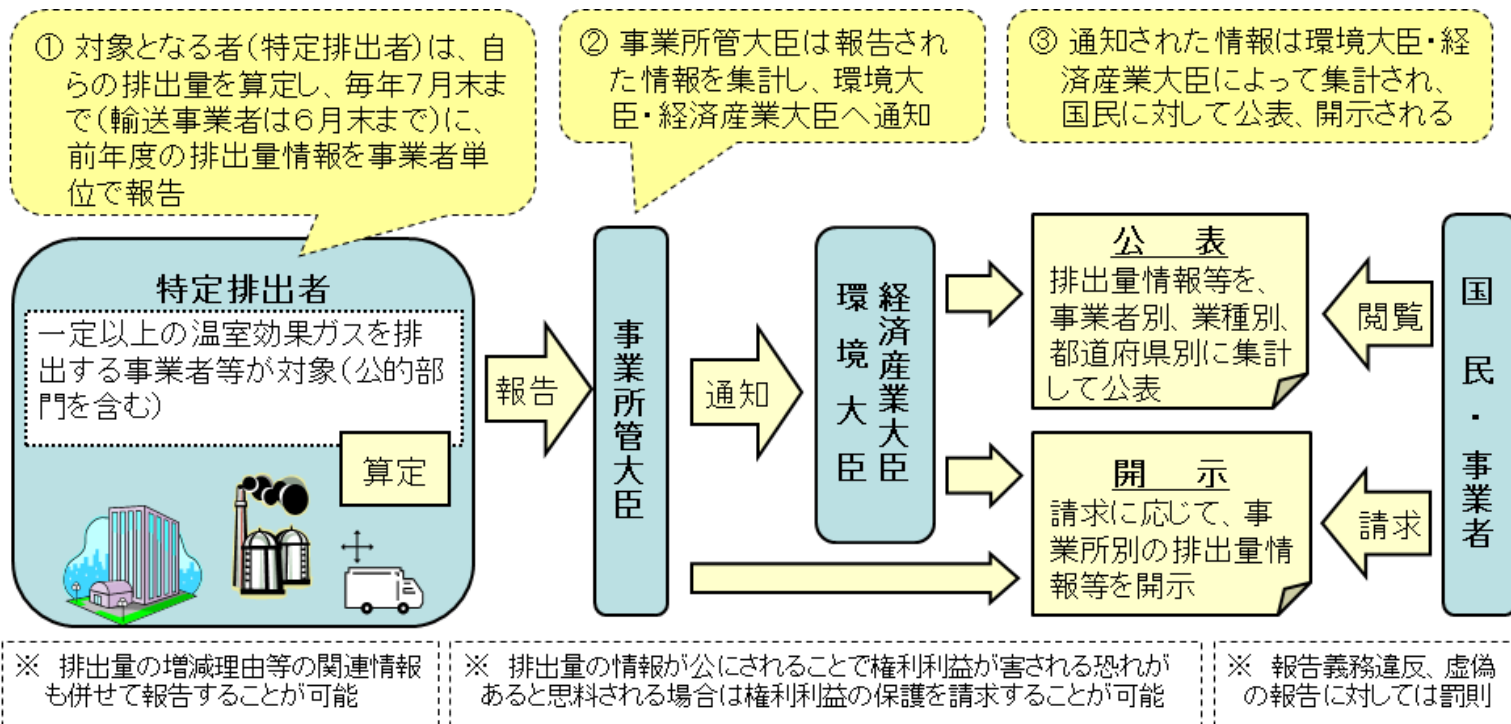 ① 対象となる者(特定排出者)は、自
らの排出量を算定し、毎年7月末ま
で(輸送事業者は6月末まで)に、
前年度の排出量情報を事業者単
位で報告
② 事業所管大臣は報告され
た情報を集計し、環境大
臣・経済産業大臣へ通知
③ 通知された情報は環境大臣・経
済産業大臣によって集計され、
国民に対して公表、開示される
特定排出者
一定以上の温室効果ガスを排
出する事業者等が対象(公的部
門を含む)
算定
報告
事業所管大臣
通知
経済産業大臣
環境大臣
公 表
排出量情報等を、
事業者別、業種別、
都道府県別に集計
して公表
開 示
請求に応じて、事
業所別の排出量情
報等を開示
閲覧
請求
国民・事業者
※ 排出量の増減理由等の関連情報
も併せて報告することが可能
※ 排出量の情報が公にされることで権利利益が害される恐れが
あると思料される場合は権利利益の保護を請求することが可能
※ 報告義務違反、虚偽
の報告に対しては罰則